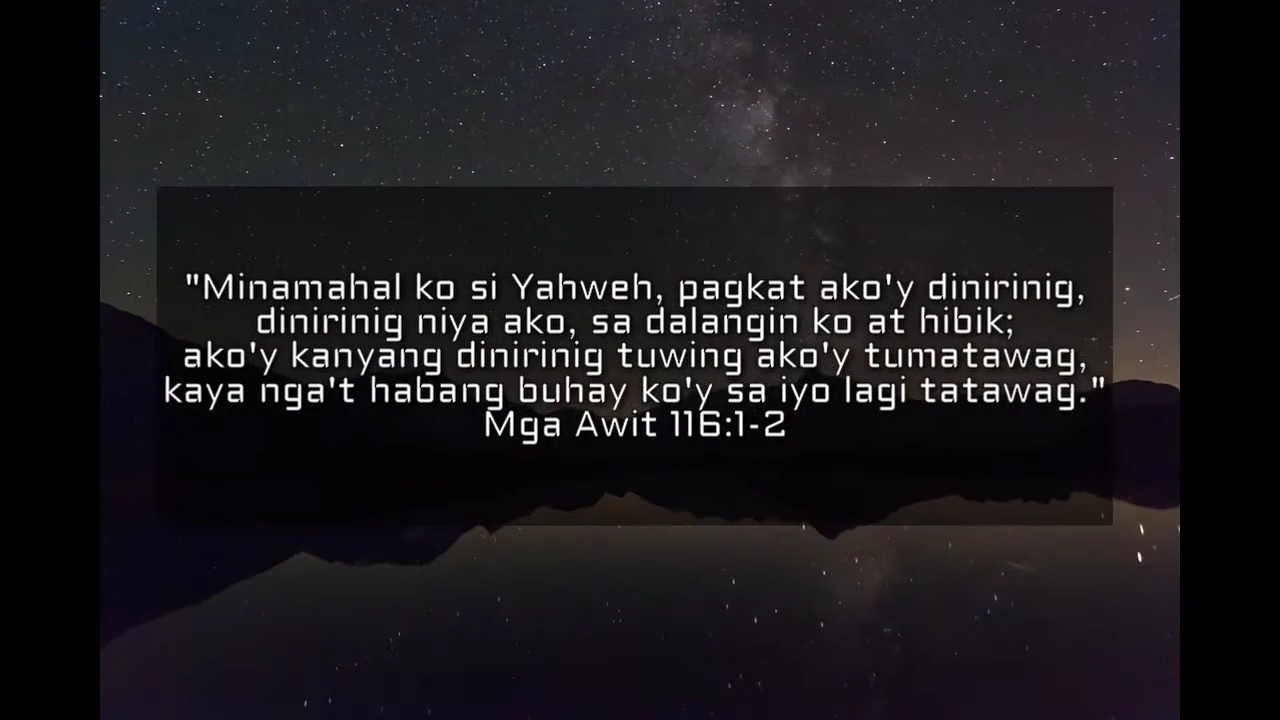 "Minamahal ko si Yahweh, pagkat ako'y dinirinig,
dinirinig niya ako, sa dalangin ko at hibik;
ako'y kanyang dinirinig tuwing ako'y tumatawag,
kaya nga't habang buhay ko'y sa iyo lagi tatawag."
Mga Awit 116:1-2